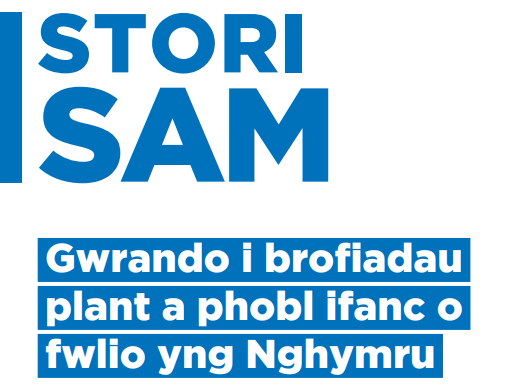 STORI
SAM
Gwrando i brofiadau
plant a phobl ifanc o
fwlio yng Nghymru